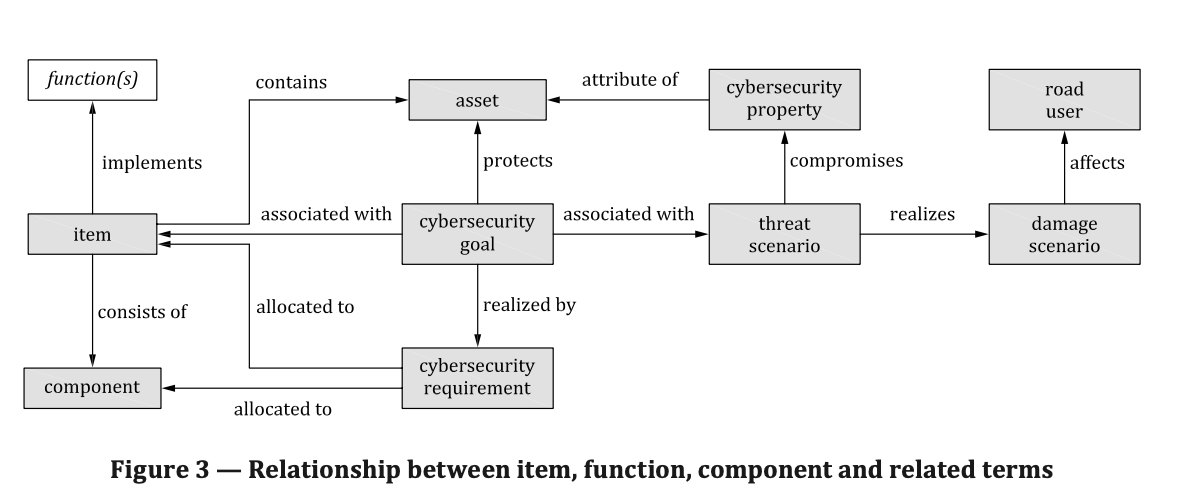 function(s)
contains
asset
attribute of
cybersecurity
property
road
user
implements
protects
compromises
affects
item
associated with
cybersecurity
goal
associated with
threat
scenario
realizes
damage
scenario
consists of
allocated to
realized by
component
cybersecurity
requirement
allocated to
Figure 3 — Relationship between item, function, component and related terms